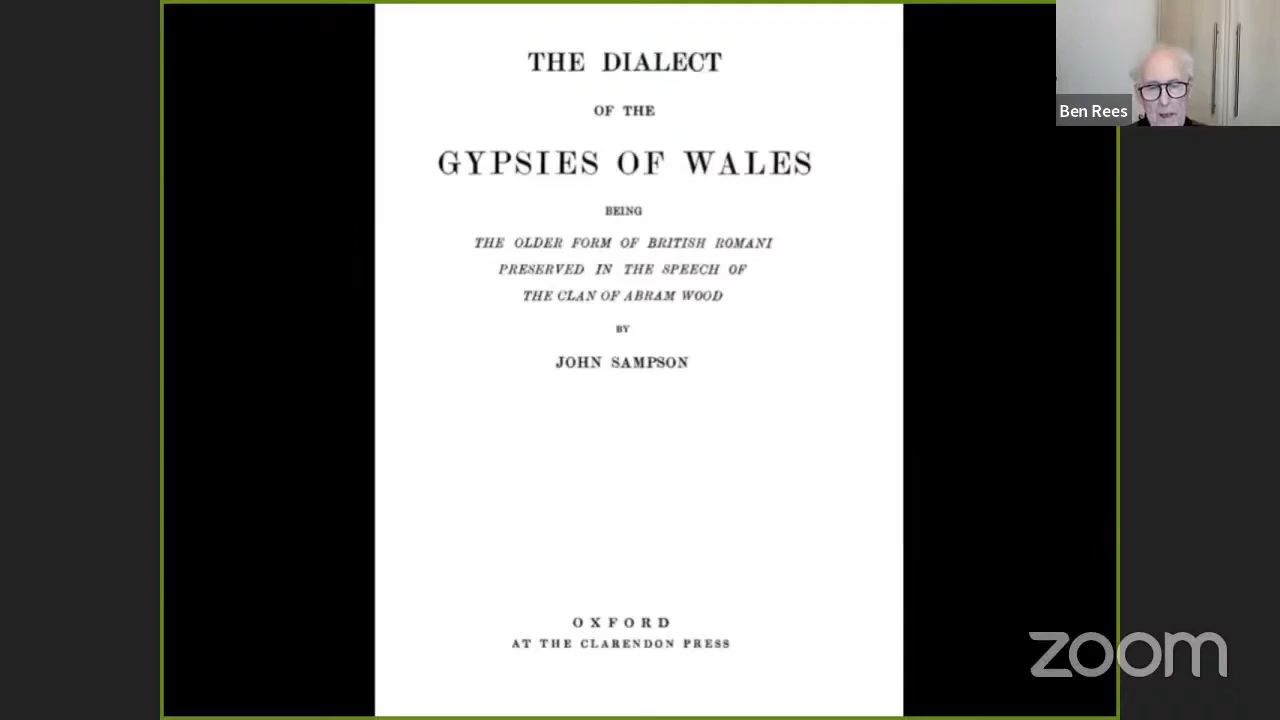 THE DIALECT
OF THE
GYPSIES OF WALES
BEING
THE OLDER FORM OF BRITISH ROMANI
PRESERVED IN THE SPEECH OF
THE CLAN OF ABRAM WOOD
BY
JOHN SAMPSON
OXFORD
AT THE CLARENDON PRESS
Ben Rees
zoom